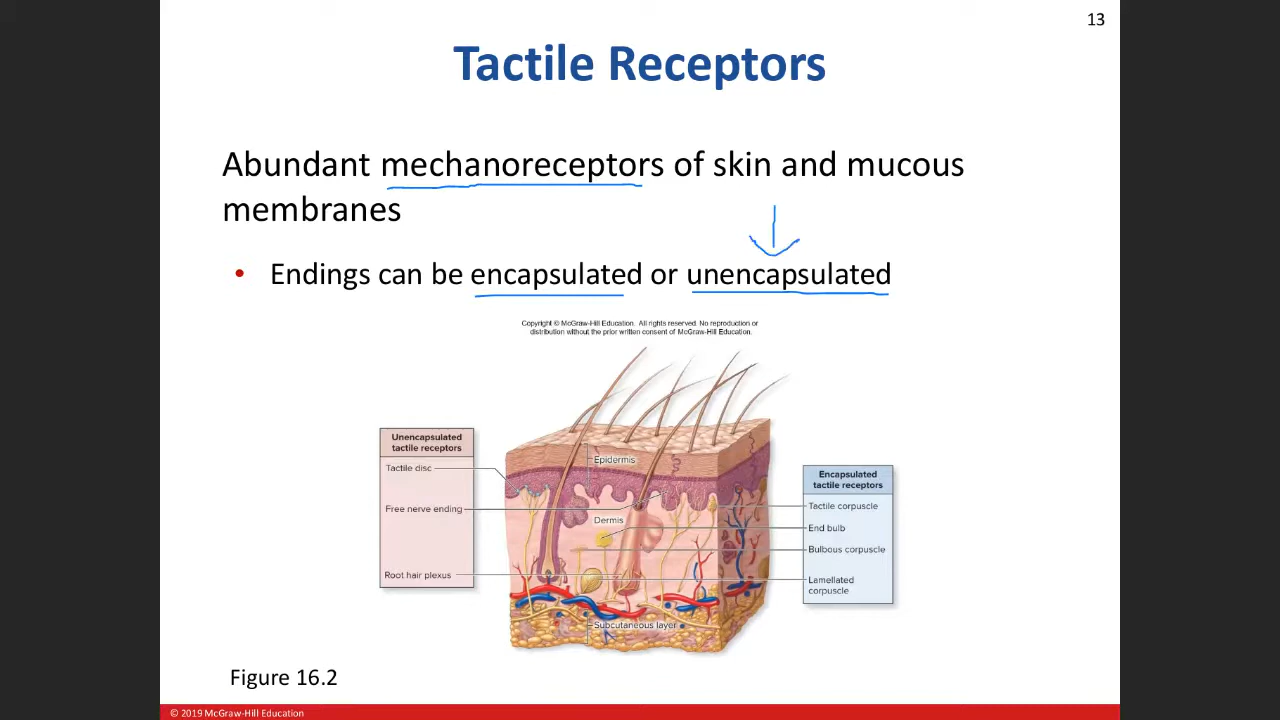 13
Tactile Receptors
Abundant mechanoreceptors of skin and mucous
membranes
• Endings can be encapsulated or unencapsulated
Copyright © McGraw-Hill Education. All rights reserved. No reproduction or
distribution without the prior written consent of McGraw-Hill Education.
Unencapsulated
tactile receptors
Tactile disc
Free nerve ending
Root hair plexus
Epidermis
Dermis
Subcutaneous layer
Encapsulated
tactile receptors
Tactile corpuscle
End bulb
Bulbous corpuscle
Lamellated
corpuscle
Figure 16.2
© 2019 McGraw-Hill Education